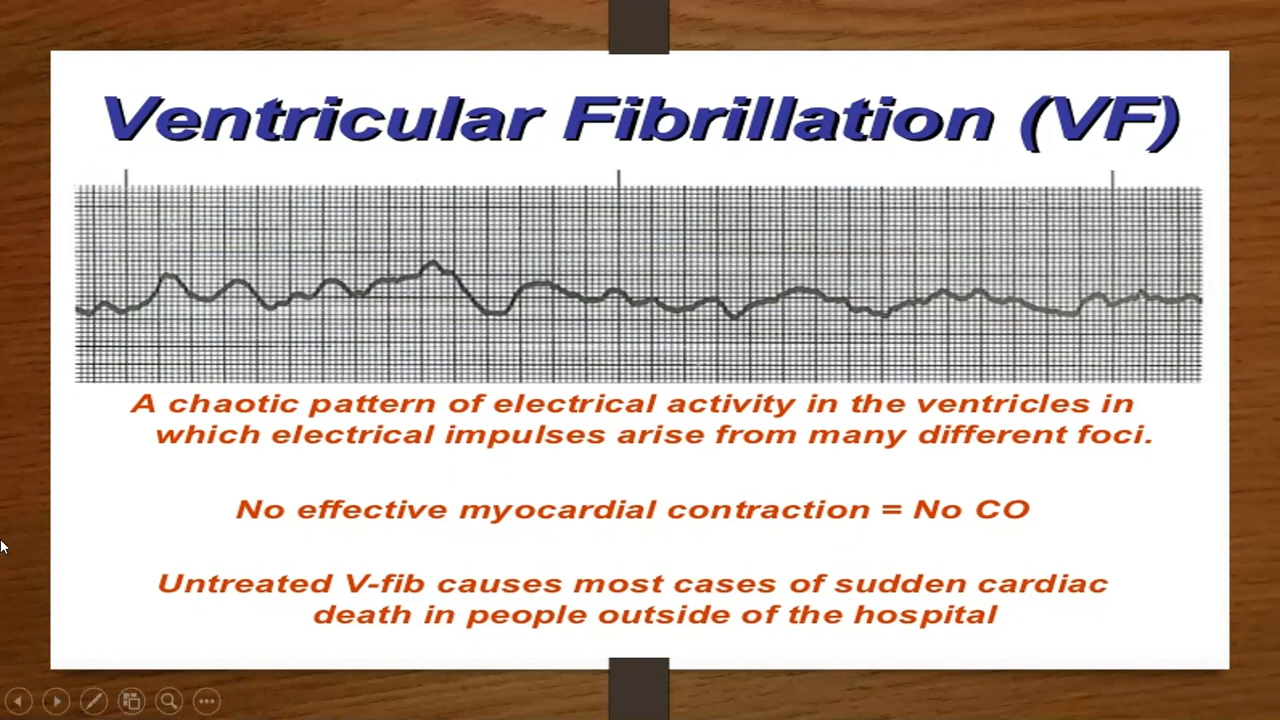 Ventricular Fibrillation (VF)
A chaotic pattern of electrical activity in the ventricles in
which electrical impulses arise from many different foci.
No effective myocardial contraction = No CO
Untreated V-fib causes most cases of sudden cardiac
death in people outside of the hospital